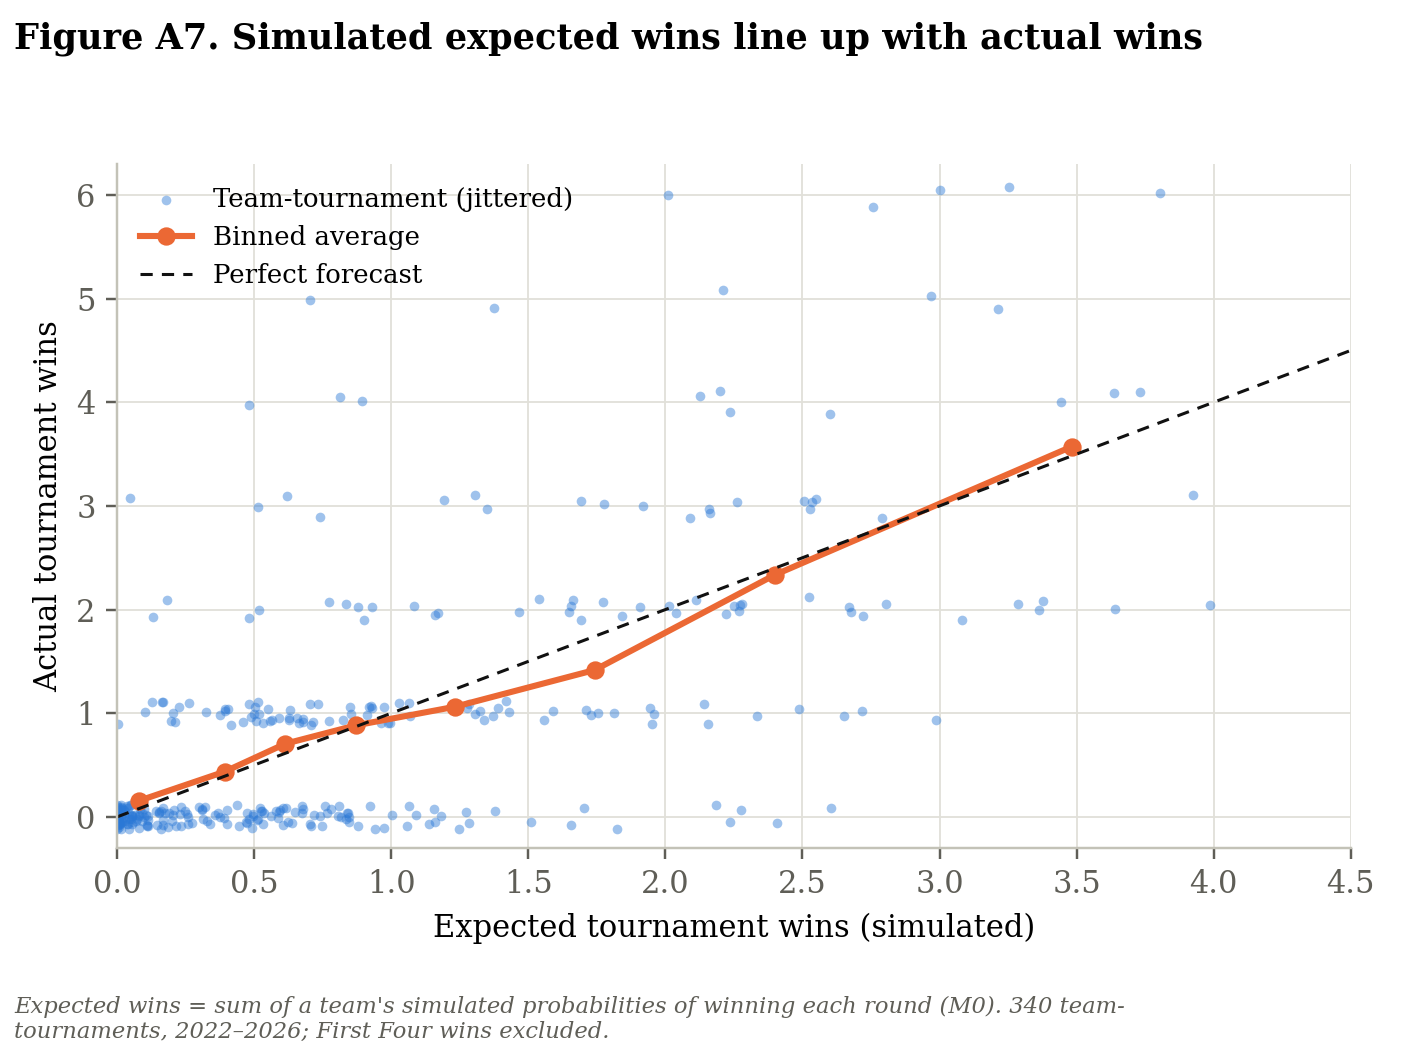 Figure A7. Simulated expected wins line up with actual wins
Team-tournament (jittered)
Binned average
Perfect forecast
Actual tournament wins
6
5
4
3
2
1
0
0.0 0.5 1.0 1.5 2.0 2.5 3.0 3.5 4.0 4.5
Expected tournament wins (simulated)
Expected wins = sum of a team's simulated probabilities of winning each round (M0). 340 team-
tournaments, 2022–2026; First Four wins excluded.